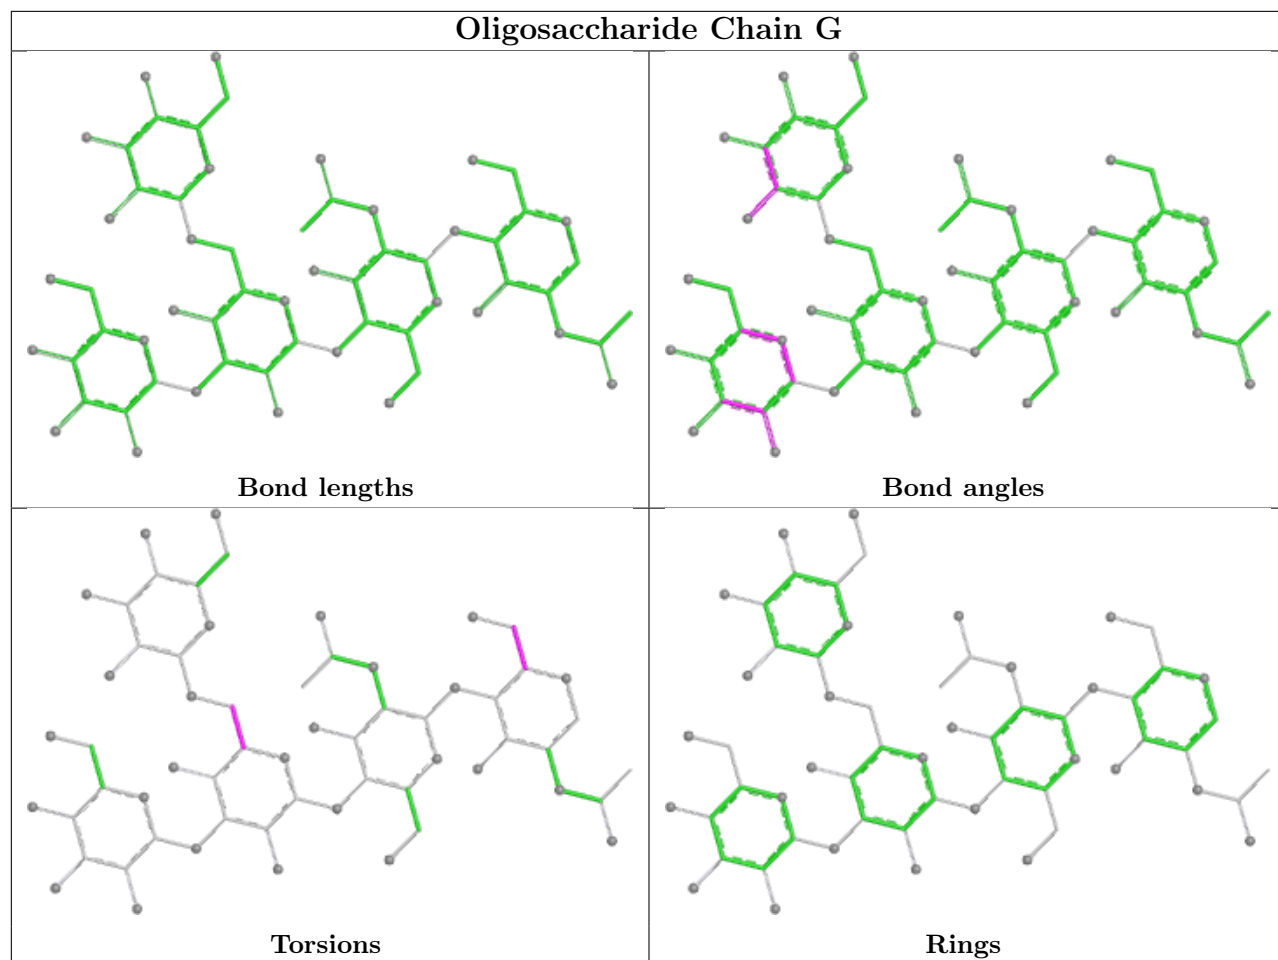 Oligosaccharide Chain G
Bond lengths
Bond angles
Torsions
Rings